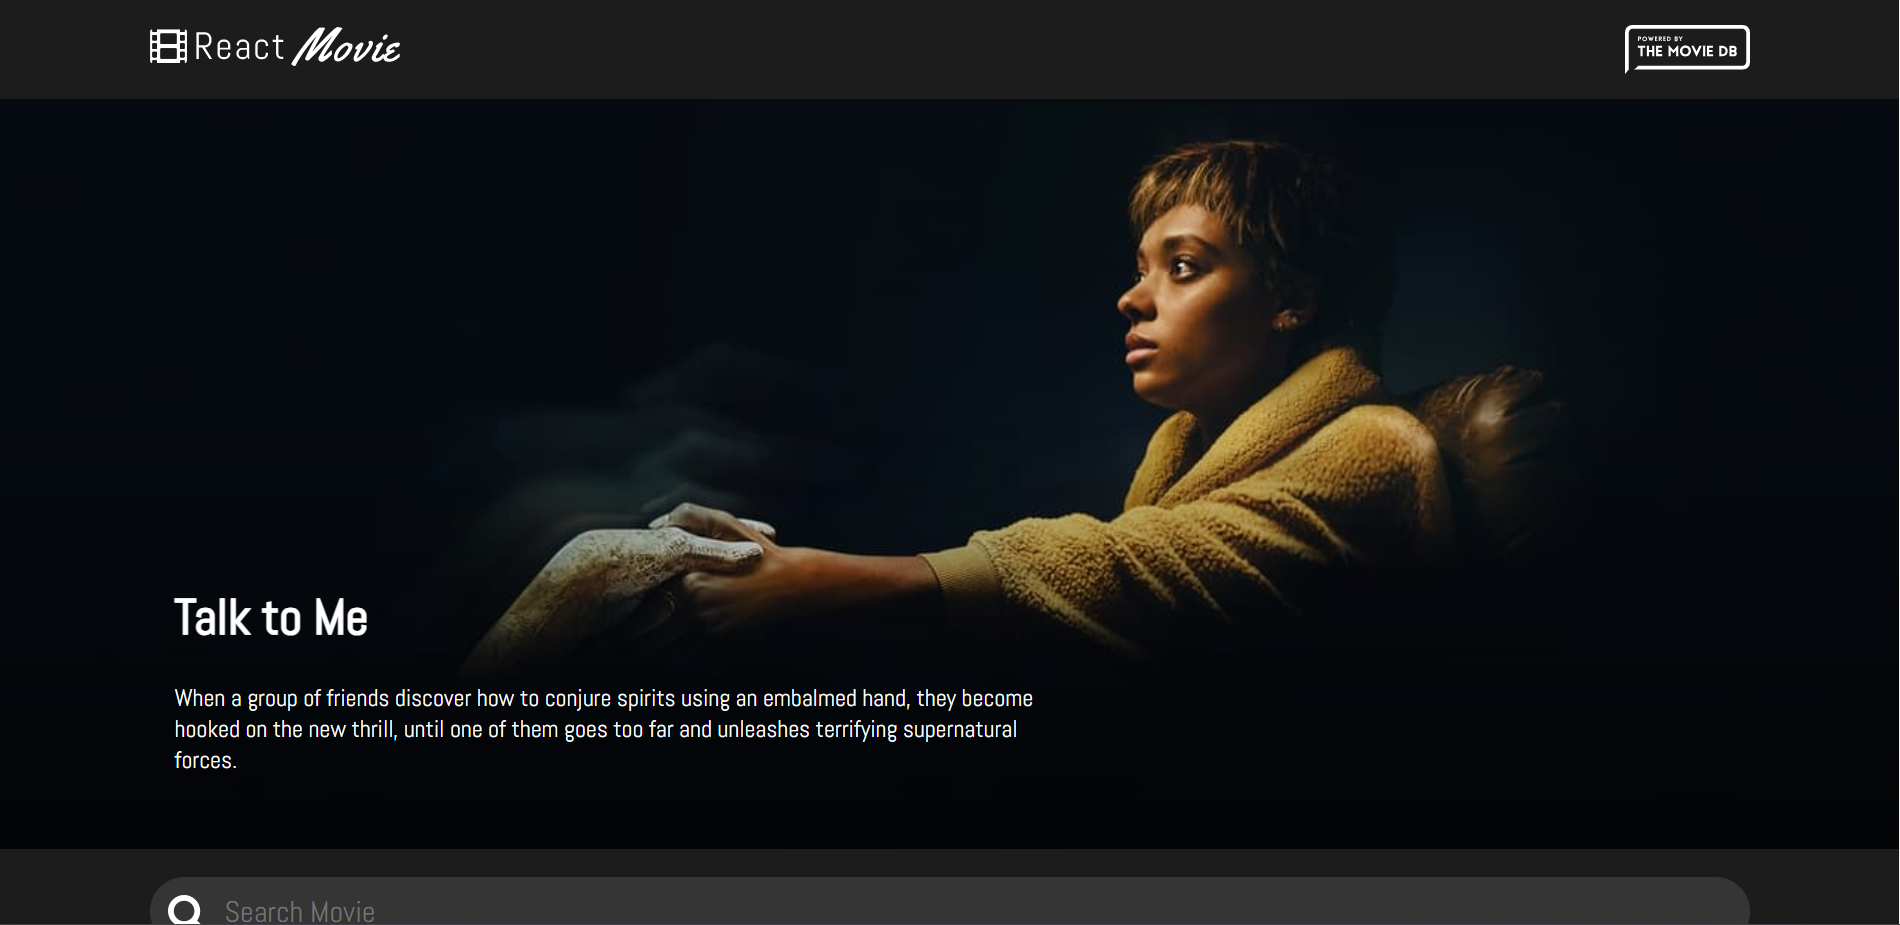 React Movie
POWERED BY
THE MOVIE DB
Talk to Me
When a group of friends discover how to conjure spirits using an embalmed hand, they become
hooked on the new thrill, until one of them goes too far and unleashes terrifying supernatural
forces.
Search Movie